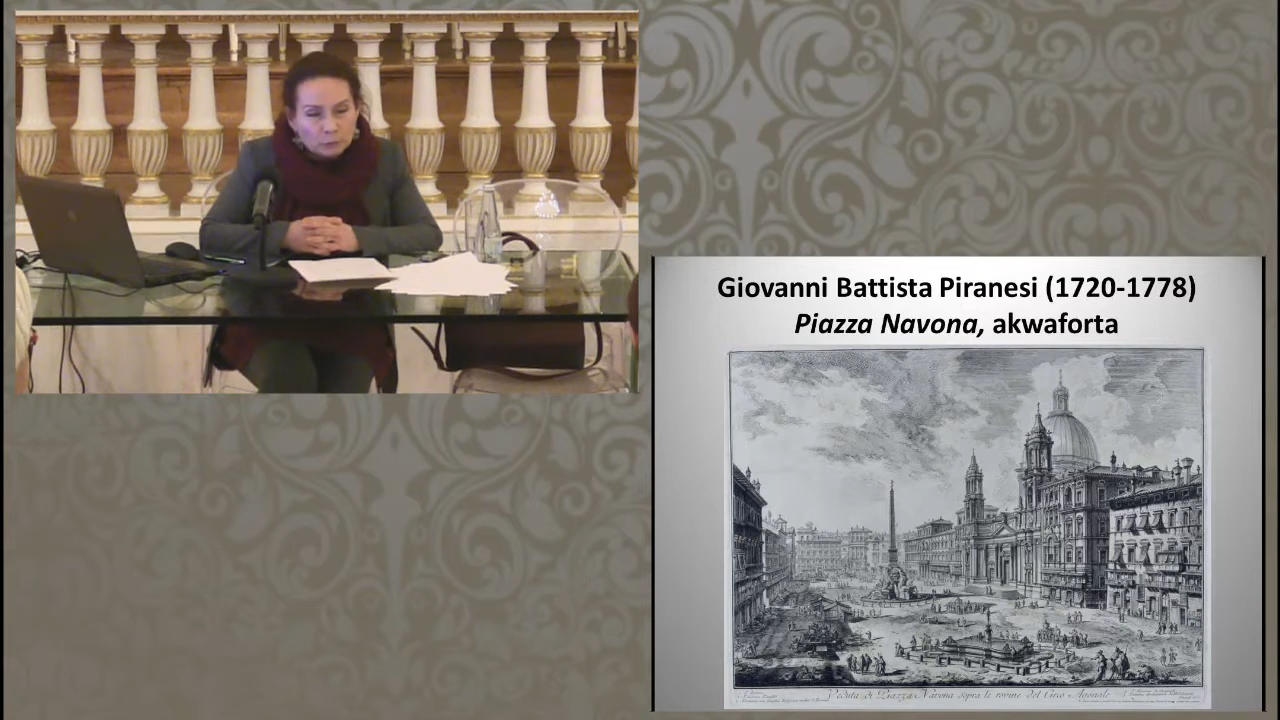 Giovanni Battista Piranesi (1720-1778)
Piazza Navona, akwaforta
Veduta di Piazza Navona sopra le rovine del Circo Agonale